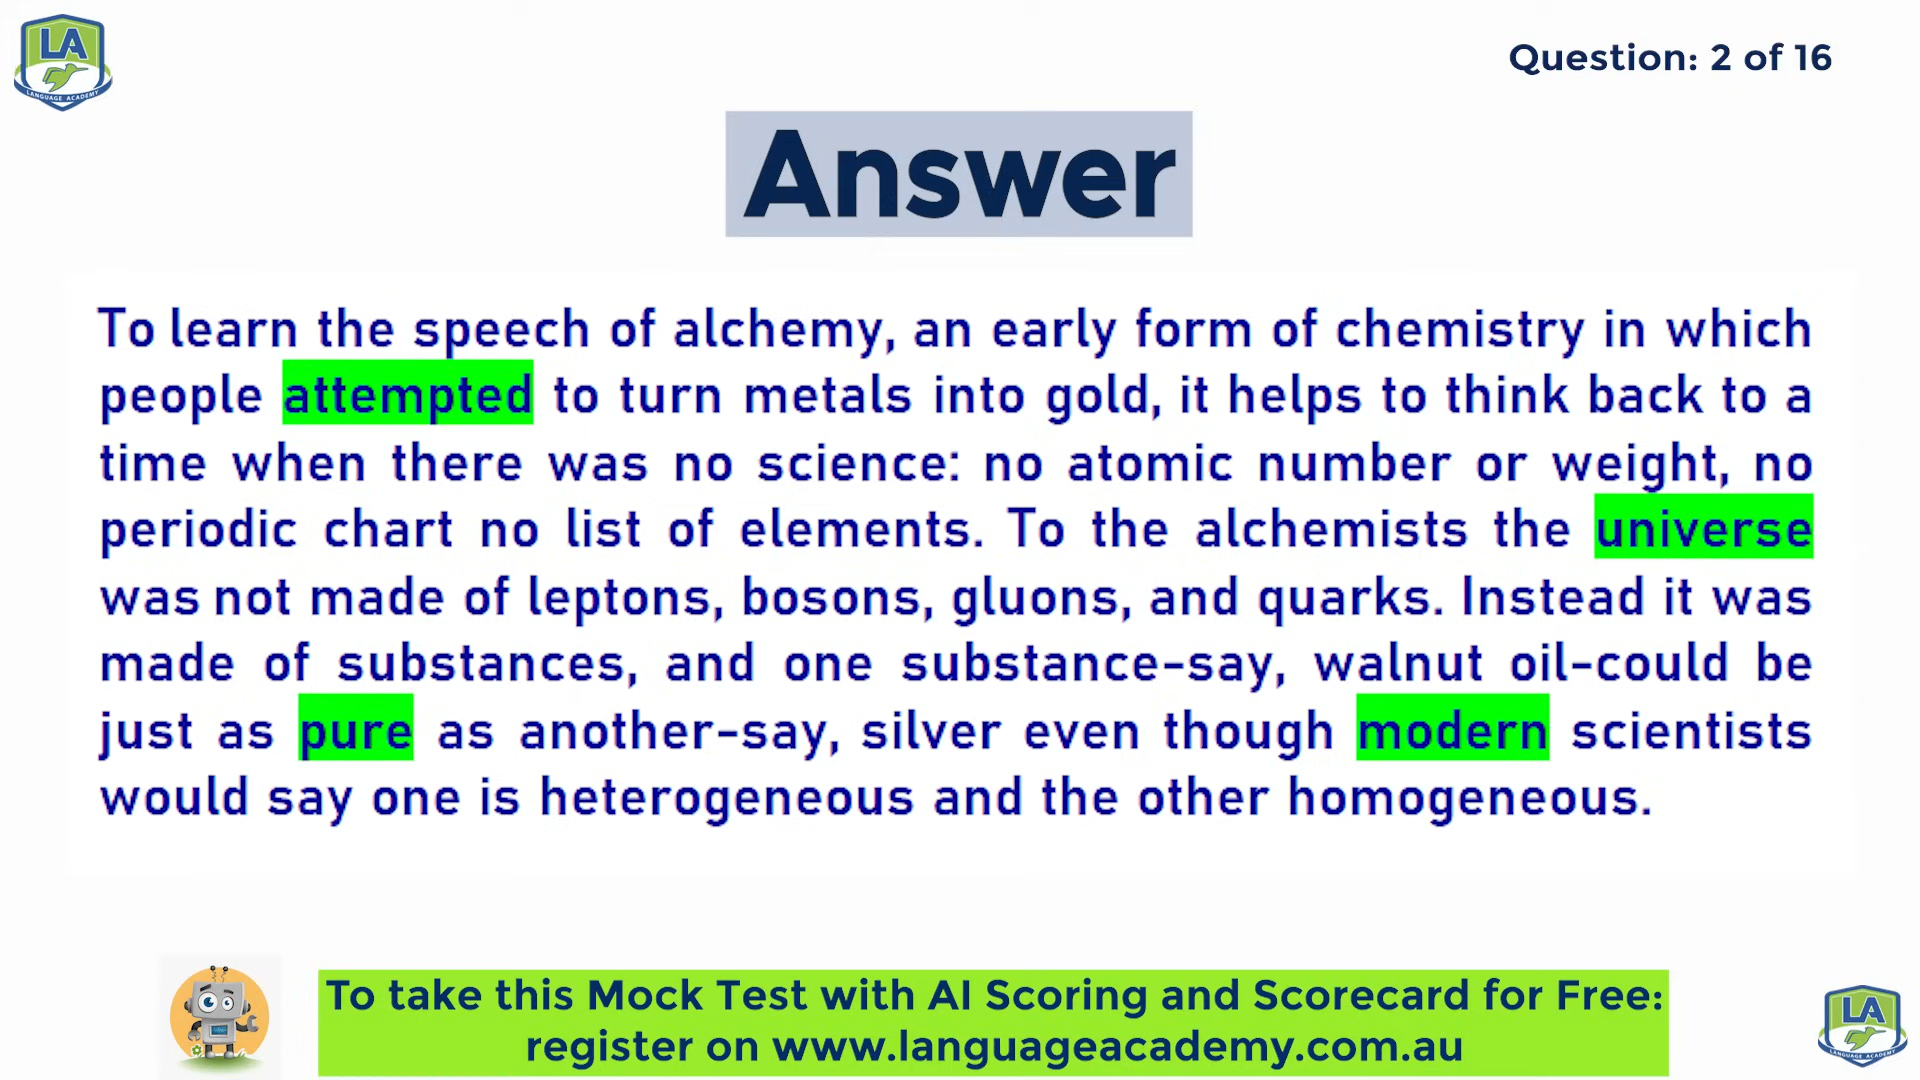 LA
LANGUAGE ACADEMY
Question: 2 of 16
Answer
To learn the speech of alchemy, an early form of chemistry in which
people attempted to turn metals into gold, it helps to think back to a
time when there was no science: no atomic number or weight, no
periodic chart no list of elements. To the alchemists the universe
was not made of leptons, bosons, gluons, and quarks. Instead it was
made of substances, and one substance-say, walnut oil-could be
just as pure as another-say, silver even though modern scientists
would say one is heterogeneous and the other homogeneous.
To take this Mock Test with AI Scoring and Scorecard for Free:
register on www.languageacademy.com.au
LA
LANGUAGE ACADEMY